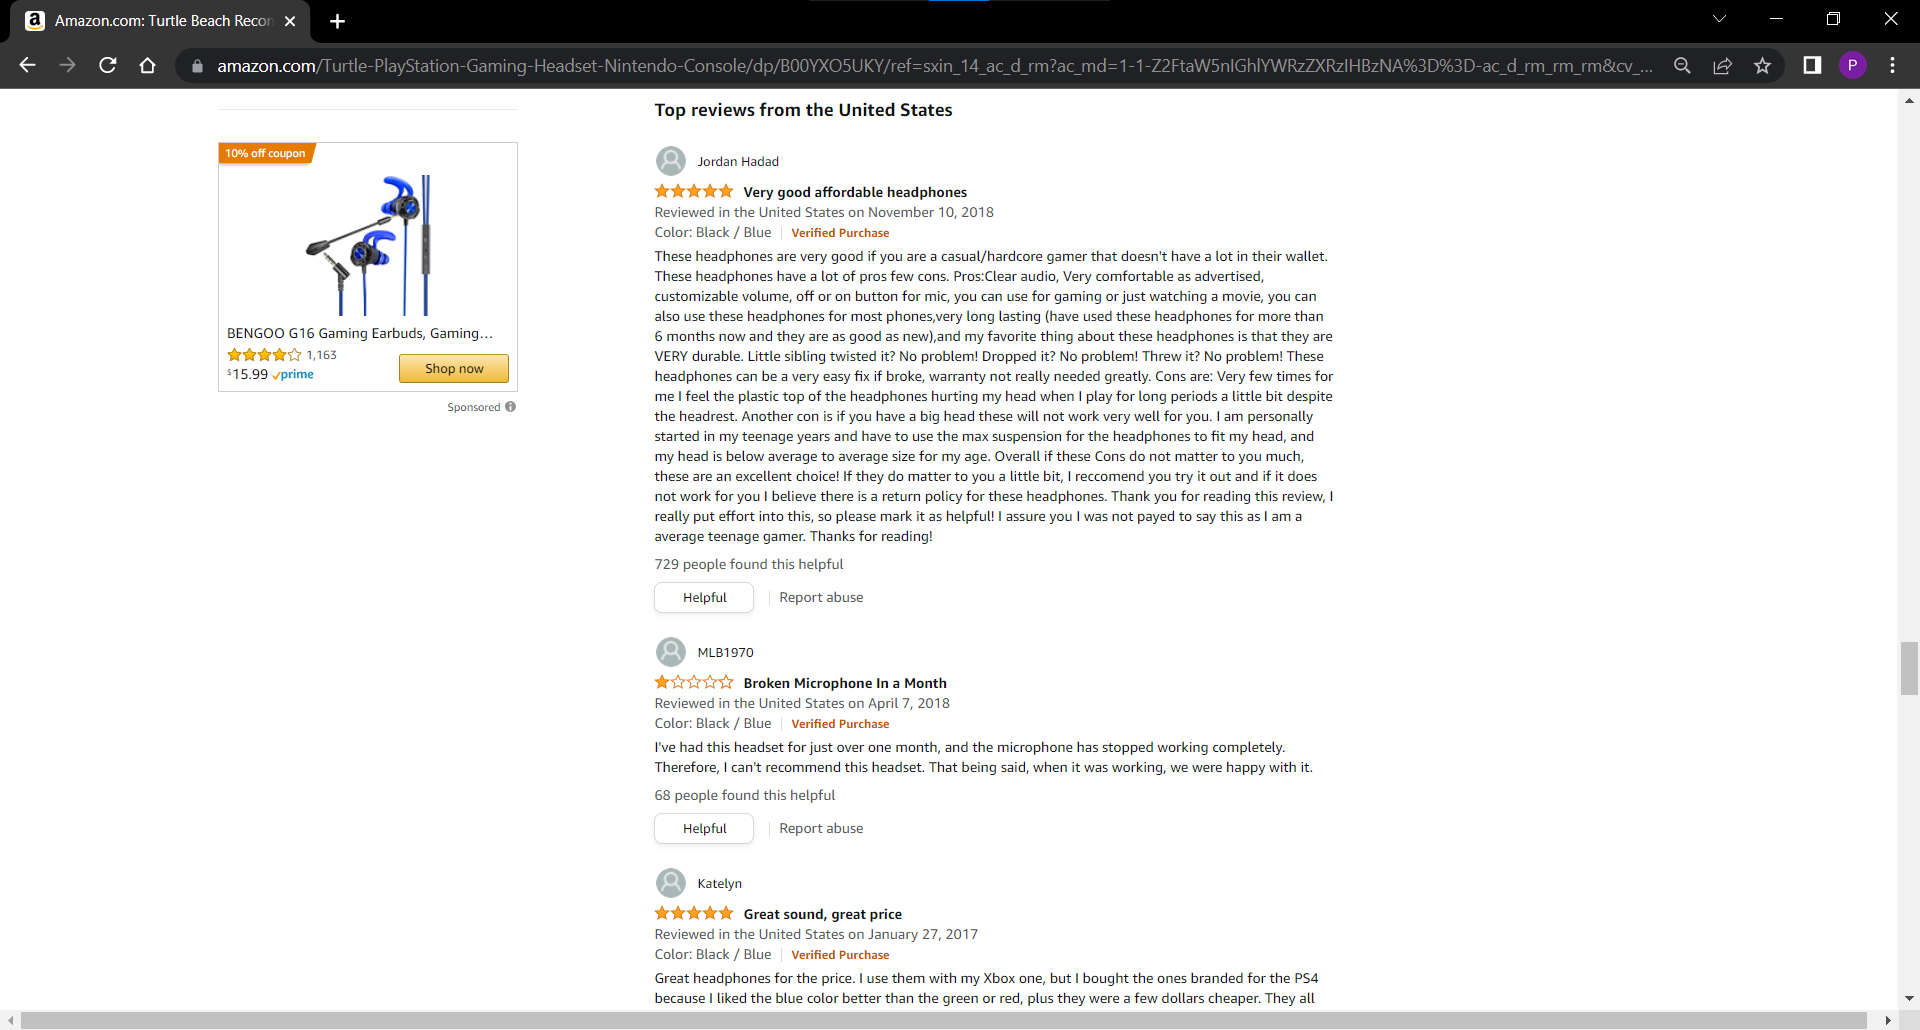 Amazon.com: Turtle Beach Recon
amazon.com/Turtle-PlayStation-Gaming-Headset-Nintendo-Console/dp/B00YXO5UKY/ref=sxin_14_ac_d_rm?ac_md=1-1-Z2FtaW5nIGhlYWRzZXRzIHBzNA%3D%3D-ac_d_rm_rm_rm&cv_...
P
10% off coupon
BENGOO G16 Gaming Earbuds, Gaming...
1,163
$15.99 prime
Shop now
Sponsored
Top reviews from the United States
Jordan Hadad
Very good affordable headphones
Reviewed in the United States on November 10, 2018
Color: Black / Blue Verified Purchase
These headphones are very good if you are a casual/hardcore gamer that doesn't have a lot in their wallet.
These headphones have a lot of pros few cons. Pros:Clear audio, Very comfortable as advertised,
customizable volume, off or on button for mic, you can use for gaming or just watching a movie, you can
also use these headphones for most phones,very long lasting (have used these headphones for more than
6 months now and they are as good as new),and my favorite thing about these headphones is that they are
VERY durable. Little sibling twisted it? No problem! Dropped it? No problem! Threw it? No problem! These
headphones can be a very easy fix if broke, warranty not really needed greatly. Cons are: Very few times for
me I feel the plastic top of the headphones hurting my head when I play for long periods a little bit despite
the headrest. Another con is if you have a big head these will not work very well for you. I am personally
started in my teenage years and have to use the max suspension for the headphones to fit my head, and
my head is below average to average size for my age. Overall if these Cons do not matter to you much,
these are an excellent choice! If they do matter to you a little bit, I reccomend you try it out and if it does
not work for you I believe there is a return policy for these headphones. Thank you for reading this review, I
really put effort into this, so please mark it as helpful! I assure you I was not payed to say this as I am a
average teenage gamer. Thanks for reading!
729 people found this helpful
Helpful Report abuse
MLB1970
Broken Microphone In a Month
Reviewed in the United States on April 7, 2018
Color: Black / Blue Verified Purchase
I've had this headset for just over one month, and the microphone has stopped working completely.
Therefore, I can't recommend this headset. That being said, when it was working, we were happy with it.
68 people found this helpful
Helpful Report abuse
Katelyn
Great sound, great price
Reviewed in the United States on January 27, 2017
Color: Black / Blue Verified Purchase
Great headphones for the price. I use them with my Xbox one, but I bought the ones branded for the PS4
because I liked the blue color better than the green or red, plus they were a few dollars cheaper. They all